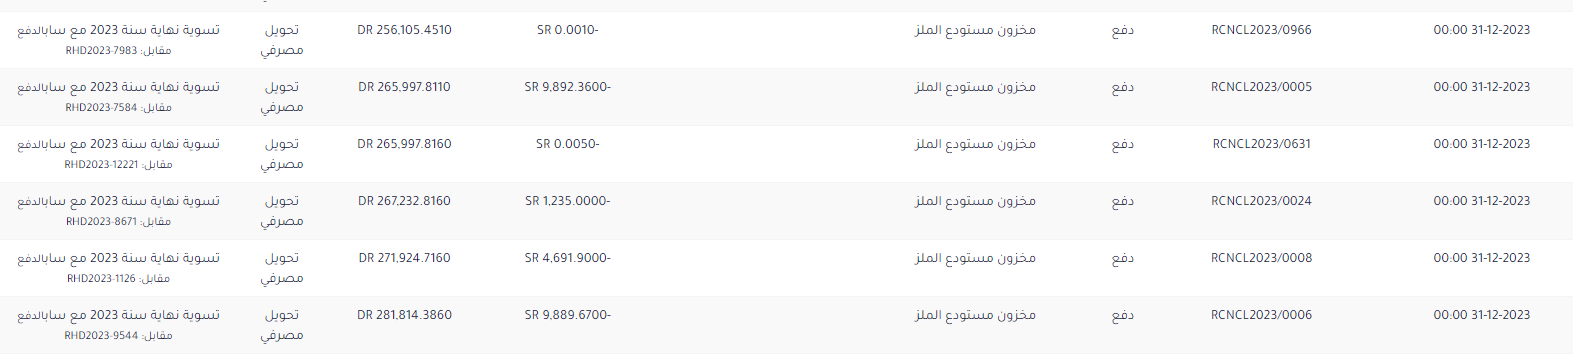 31-12-2023 00:00 RCNCL2023/0966 دفع مخزون مستودع الملز SR 0.0010- DR 256,105.4510 تحويل مصرفي تسوية نهاية سنة 2023 مع سابالدفع
مقابل: RHD2023-7983
31-12-2023 00:00 RCNCL2023/0005 دفع مخزون مستودع الملز SR 9,892.3600- DR 265,997.8110 تحويل مصرفي تسوية نهاية سنة 2023 مع سابالدفع
مقابل: RHD2023-7584
31-12-2023 00:00 RCNCL2023/0631 دفع مخزون مستودع الملز SR 0.0050- DR 265,997.8160 تحويل مصرفي تسوية نهاية سنة 2023 مع سابالدفع
مقابل: RHD2023-12221
31-12-2023 00:00 RCNCL2023/0024 دفع مخزون مستودع الملز SR 1,235.0000- DR 267,232.8160 تحويل مصرفي تسوية نهاية سنة 2023 مع سابالدفع
مقابل: RHD2023-8671
31-12-2023 00:00 RCNCL2023/0008 دفع مخزون مستودع الملز SR 4,691.9000- DR 271,924.7160 تحويل مصرفي تسوية نهاية سنة 2023 مع سابالدفع
مقابل: RHD2023-1126
31-12-2023 00:00 RCNCL2023/0006 دفع مخزون مستودع الملز SR 9,889.6700- DR 281,814.3860 تحويل مصرفي تسوية نهاية سنة 2023 مع سابالدفع
مقابل: RHD2023-9544